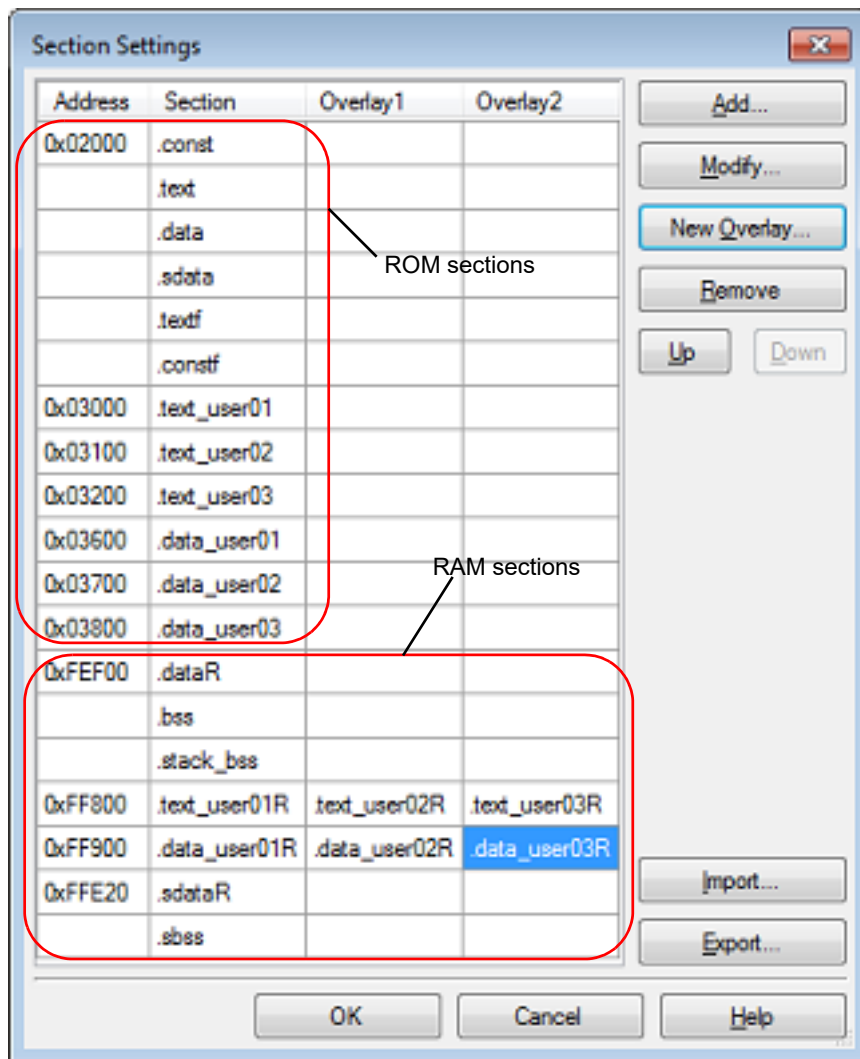 Section Settings
Address Section Overlay1 Overlay2
0x02000 .const
.text
.data
.sdata
.textf
.constf
0x03000 .text_user01
0x03100 .text_user02
0x03200 .text_user03
0x03600 .data_user01
0x03700 .data_user02
0x03800 .data_user03
0xFEF00 .dataR
.bss
.stack_bss
0xFF800 .text_user01R .text_user02R .text_user03R
0xFF900 .data_user01R .data_user02R .data_user03R
0xFFE20 .sdataR
.sbss
ROM sections
RAM sections
Add...
Modify...
New Overlay...
Remove
Up Down
Import...
Export...
OK Cancel Help